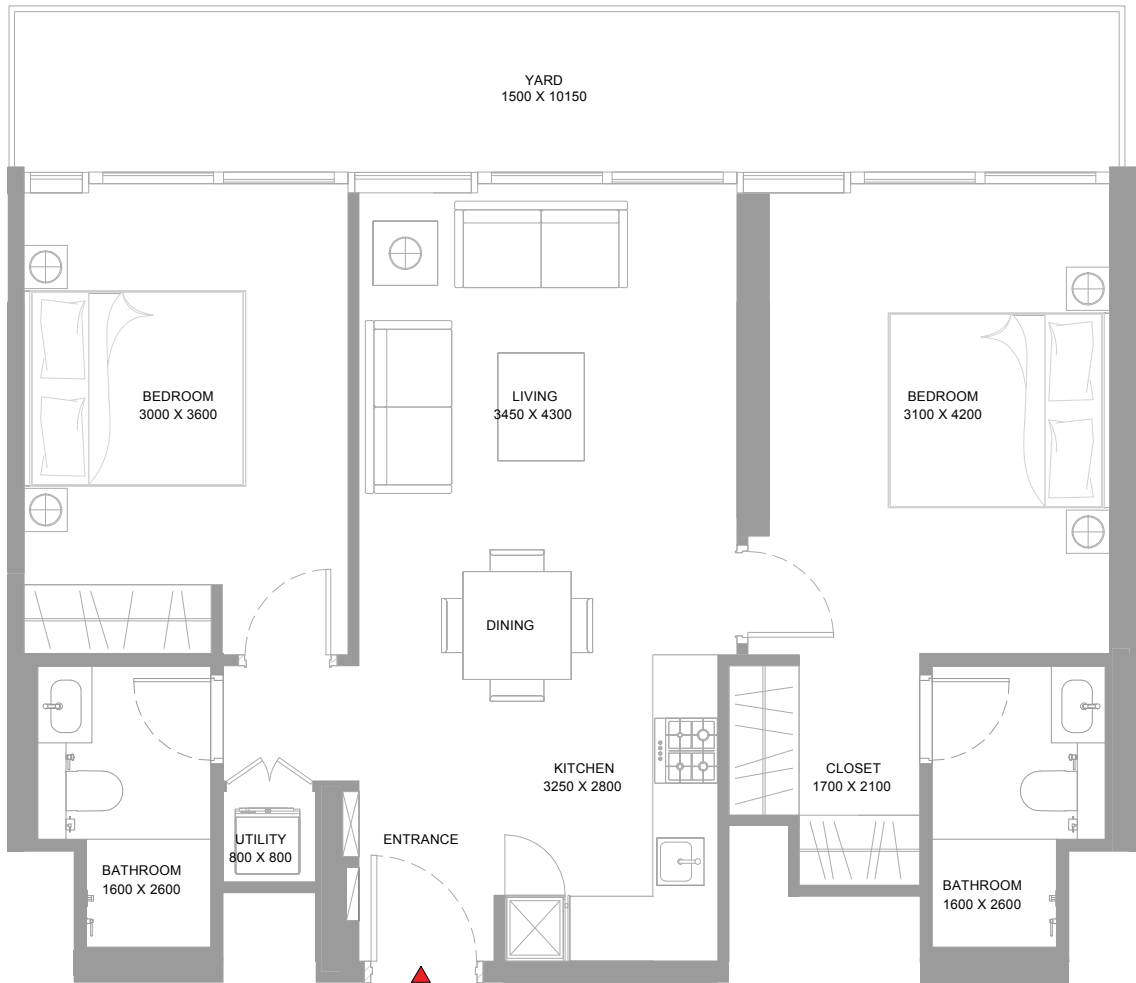 YARD
1500 X 10150
BEDROOM
3000 X 3600
LIVING
3450 X 4300
BEDROOM
3100 X 4200
DINING
KITCHEN
3250 X 2800
CLOSET
1700 X 2100
ENTRANCE
UTILITY
800 X 800
BATHROOM
1600 X 2600
BATHROOM
1600 X 2600